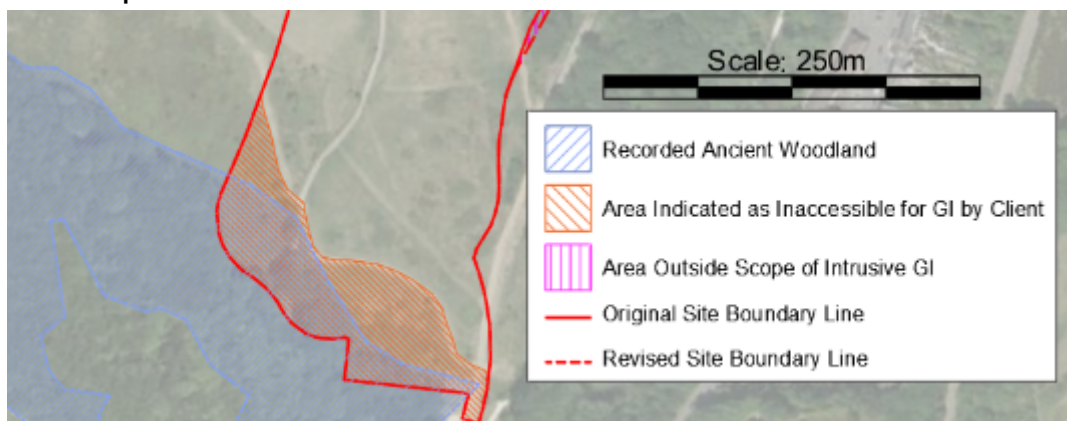 Scale: 250m
Recorded Ancient Woodland
Area Indicated as Inaccessible for GI by Client
Area Outside Scope of Intrusive GI
Original Site Boundary Line
Revised Site Boundary Line